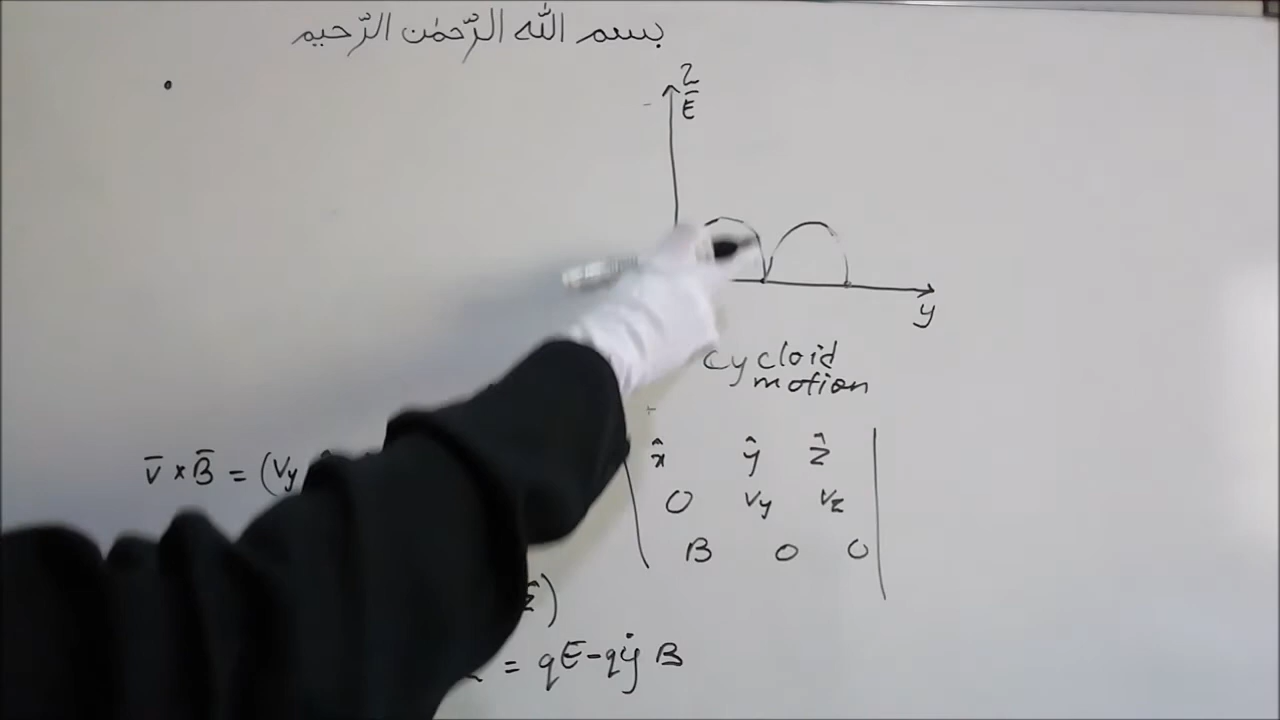 بسم الله الرّحمٰن الرّحيم
z
E
y
cycloid
motion
x̂ ŷ ẑ
v̄ × B̄ = (Vy
0 Vy Vz
B 0 0
ẑ)
= qE - qẏ B